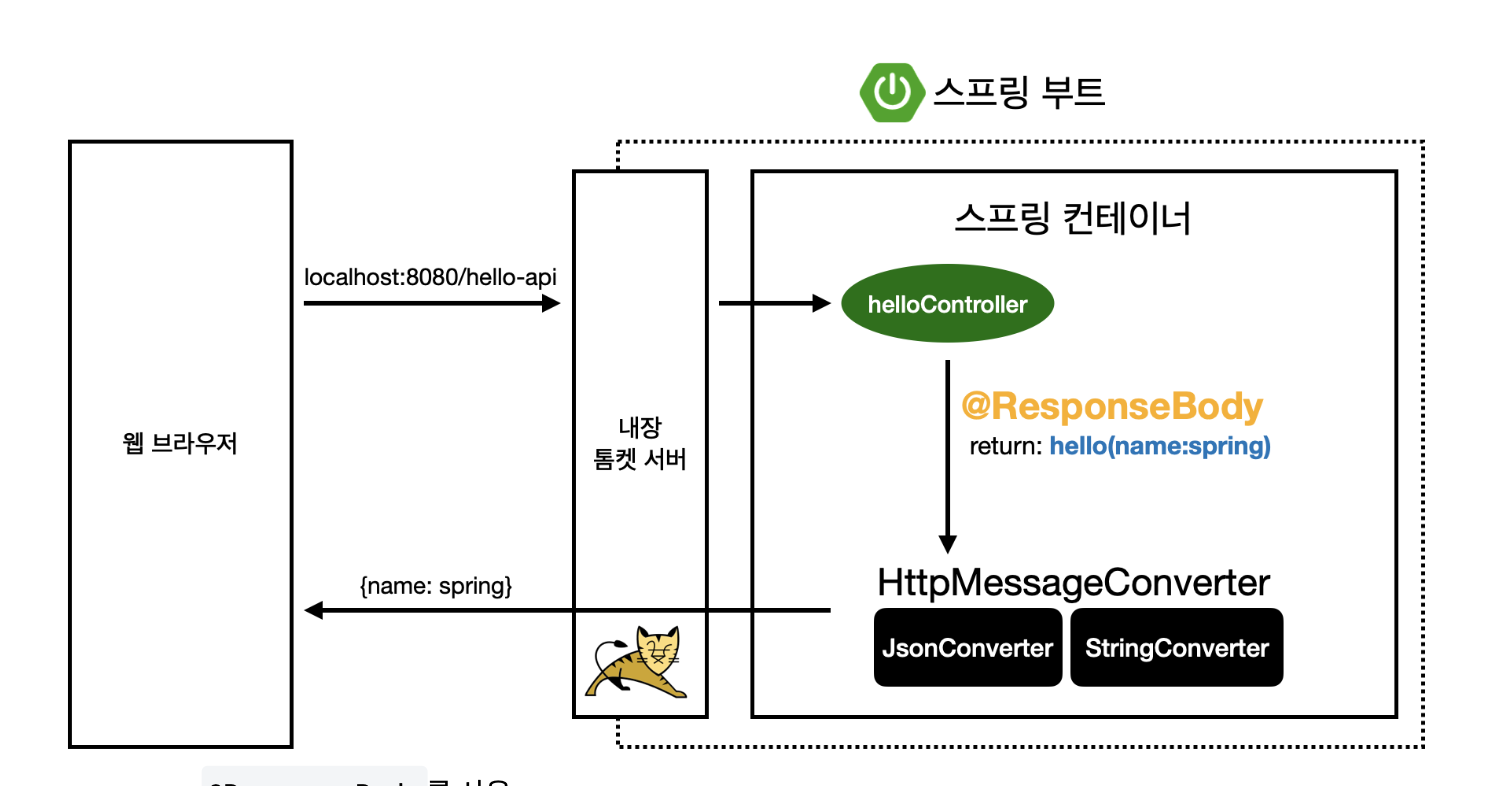 스프링 부트
스프링 컨테이너
localhost:8080/hello-api
helloController
@ResponseBody
return: hello(name:spring)
웹 브라우저
내장
톰켓 서버
{name: spring}
HttpMessageConverter
JsonConverter
StringConverter